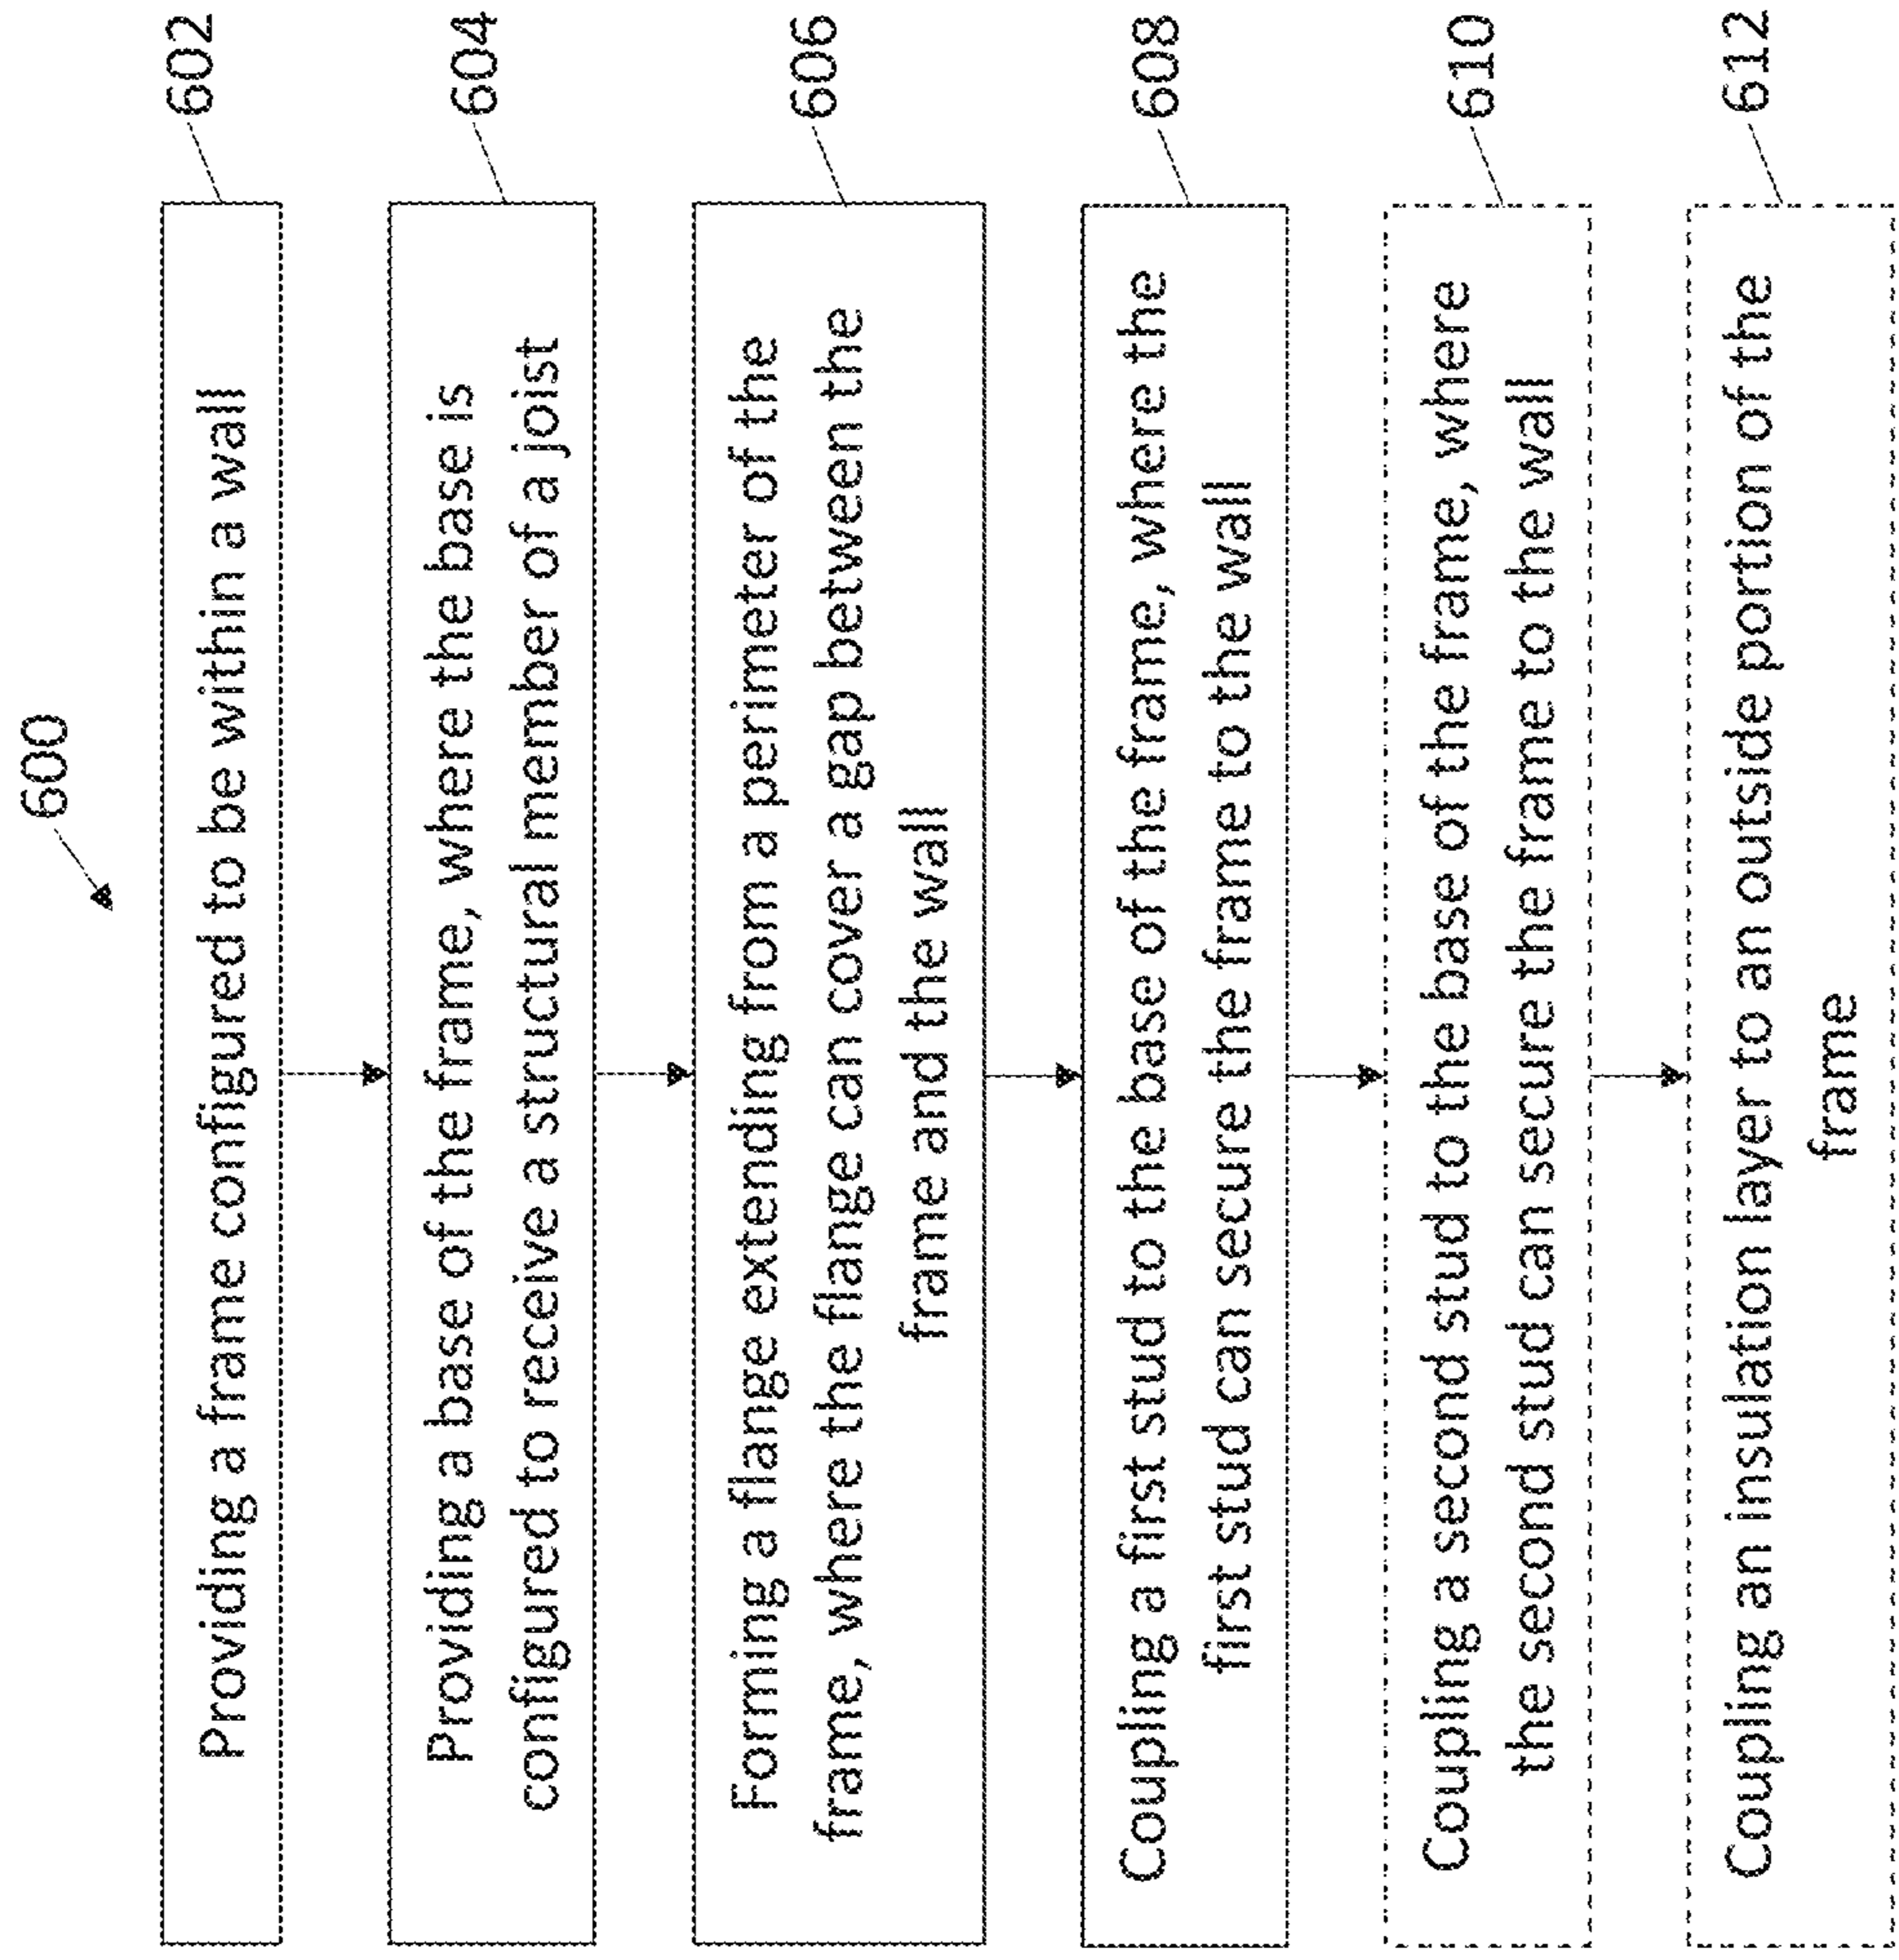 600
Providing a frame configured to be within a wall
602
Providing a base of the frame, where the base is
configured to receive a structural member of a joist
604
Forming a flange extending from a perimeter of the
frame, where the flange can cover a gap between the
frame and the wall
606
Coupling a first stud to the base of the frame, where the
first stud can secure the frame to the wall
608
Coupling a second stud to the base of the frame, where
the second stud can secure the frame to the wall
610
Coupling an insulation layer to an outside portion of the
frame
612